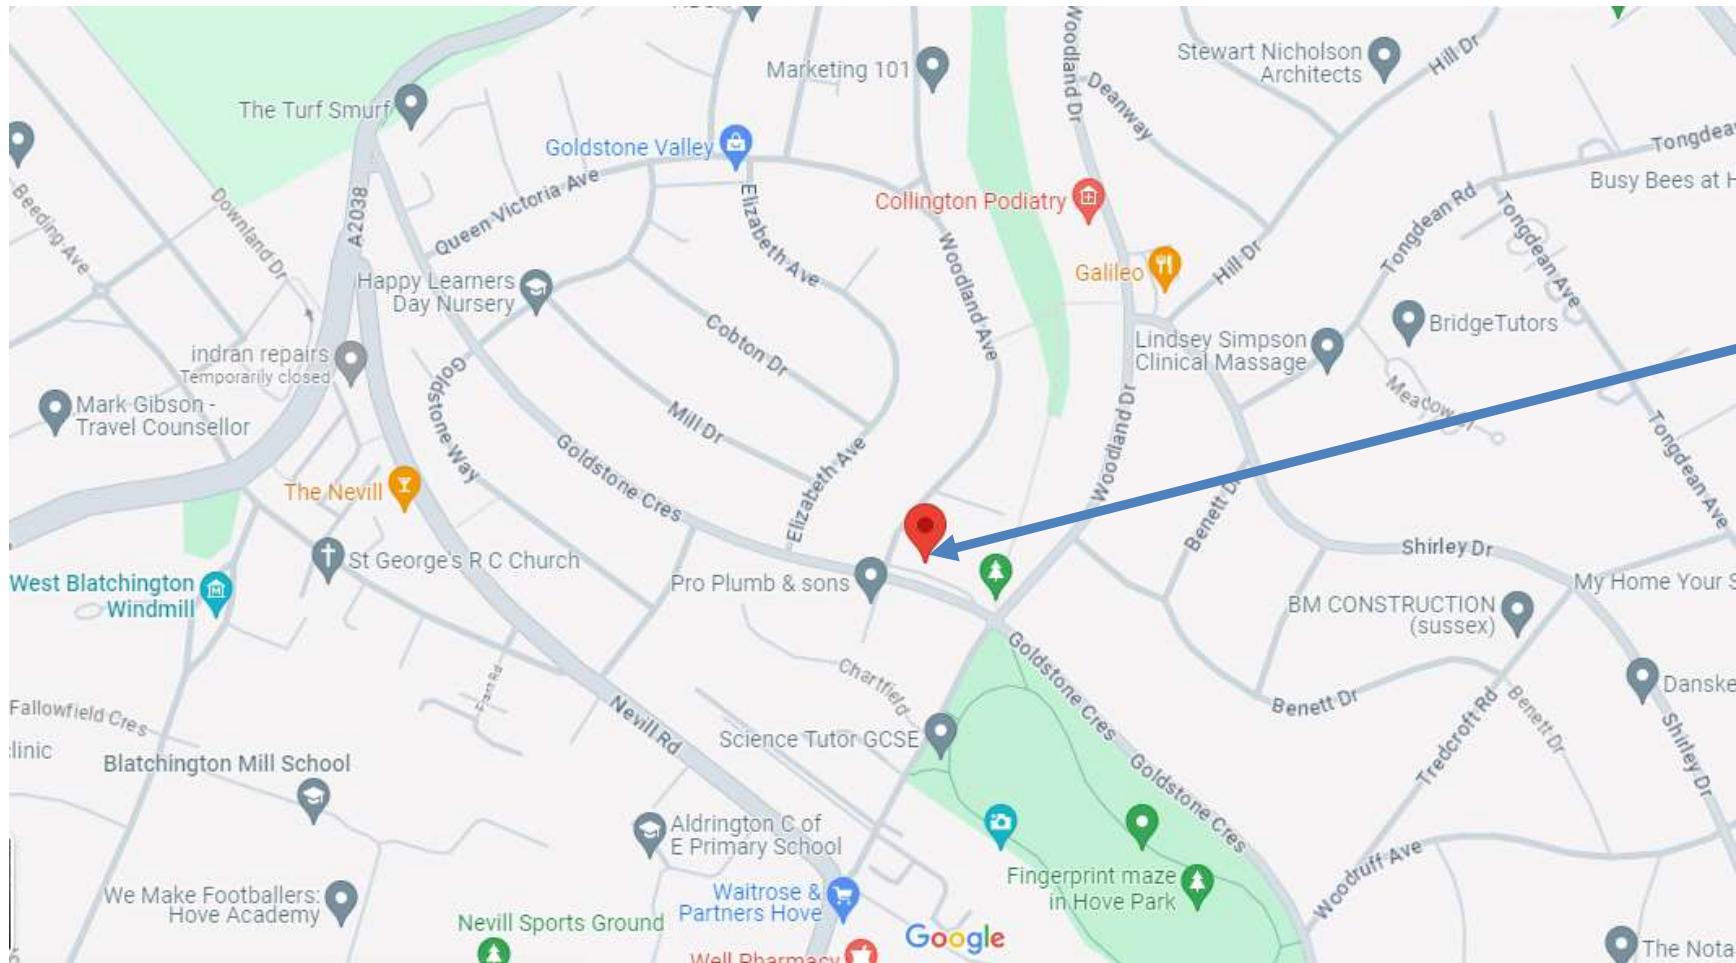 Marketing 101
Stewart Nicholson
Architects
Hill Dr
Woodland Dr
Deanway
The Turf Smurf
Goldstone Valley
Tongdea
Busy Bees at H
Queen Victoria Ave
Elizabeth Ave
Collington Podiatry
Tongdean Rd
Tongdean Ave
Beeding Ave
Downland Dr
A2038
Woodland Ave
Galileo
Hill Dr
Happy Learners
Day Nursery
Cobton Dr
BridgeTutors
Lindsey Simpson
Clinical Massage
indran repairs
Temporarily closed
Goldstone Way
Mark Gibson -
Travel Counsellor
Mill Dr
Woodland Dr
Tongdean Ave
Goldstone Cres
Elizabeth Ave
The Nevill
Benett Dr
Shirley Dr
St George's R C Church
West Blatchington
Windmill
Pro Plumb & sons
My Home Your S
BM CONSTRUCTION
(sussex)
Chartfield
Goldstone Cres
Benett Dr
Benett Dr
Tredcroft Rd
Danske
Shirley Dr
Fallowfield Cres
linic
Nevill Rd
Science Tutor GCSE
Blatchington Mill School
Goldstone Cres
Aldrington C of
E Primary School
Woodruff Ave
Fingerprint maze
in Hove Park
Waitrose &
Partners Hove
We Make Footballers:
Hove Academy
Nevill Sports Ground
Google
Well Pharmacy
The Nota